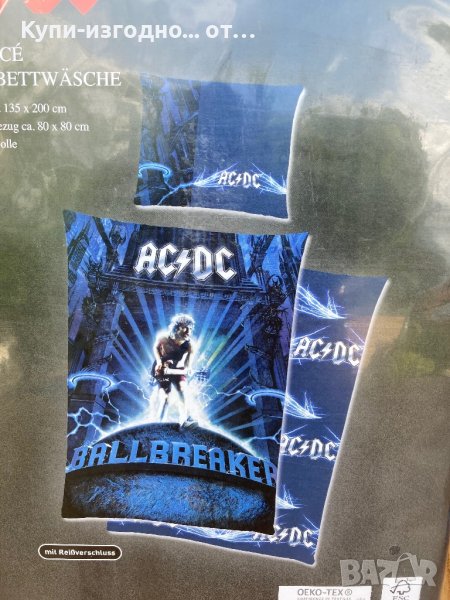 Купи-изгодно... от...
CÉ
BETTWÄSCHE
135 x 200 cm
ezug ca. 80 x 80 cm
olle
AC⚡DC
AC⚡DC
AC⚡DC
AC⚡DC
BALLBREAKER
AC⚡DC
mit Reißverschluss
OEKO-TEX®
FSC
BAZAR